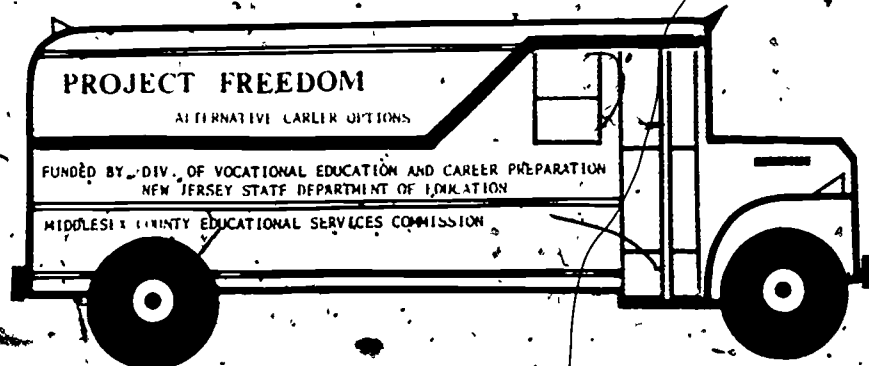 PROJECT FREEDOM
ALTERNATIVE CAREER OPTIONS
FUNDED BY DIV. OF VOCATIONAL EDUCATION AND CAREER PREPARATION
NEW JERSEY STATE DEPARTMENT OF EDUCATION
MIDDLESEX COUNTY EDUCATIONAL SERVICES COMMISSION